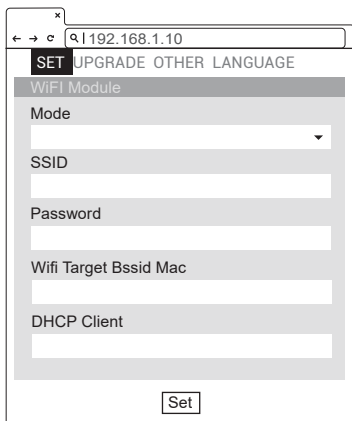 192.168.1.10
SET UPGRADE OTHER LANGUAGE
WiFI Module
Mode
SSID
Password
Wifi Target Bssid Mac
DHCP Client
Set